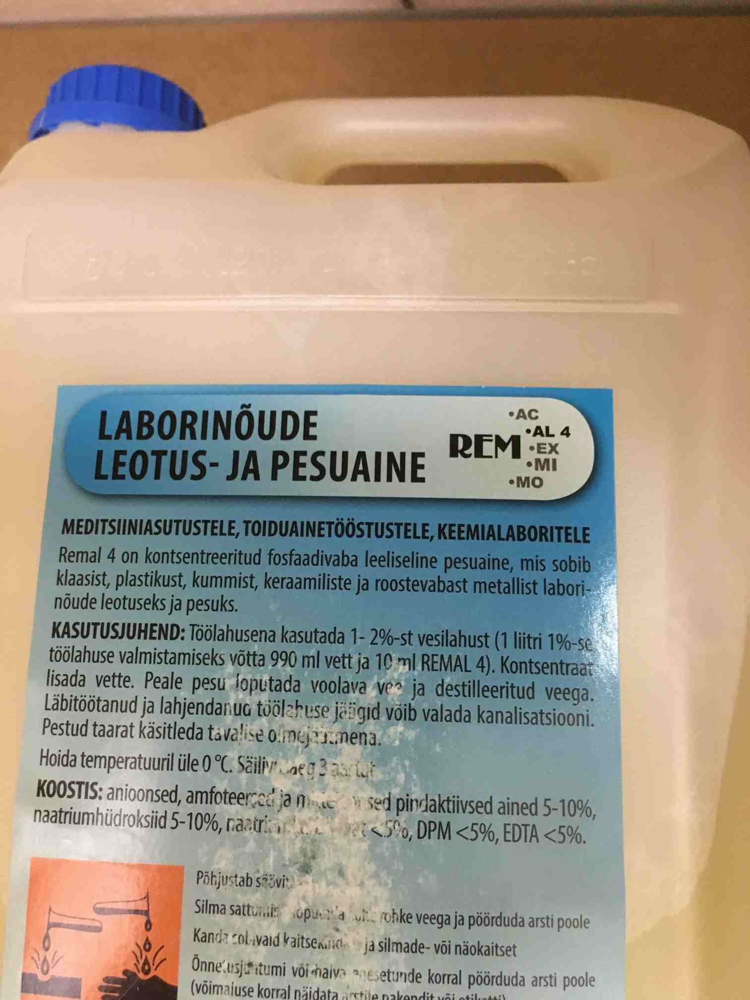 LABORINÕUDE
LEOTUS- JA PESUAINE
REM
•AC
•AL 4
•EX
•MI
•MO
MEDITSIINIASUTUSTELE, TOIDUAINETÖÖSTUSTELE, KEEMIALABORITELE
Remal 4 on kontsentreeritud fosfaadivaba leeliseline pesuaine, mis sobib
klaasist, plastikust, kummist, keraamiliste ja roostevabast metallist labori-
nõude leotuseks ja pesuks.
KASUTUSJUHEND: Töölahusena kasutada 1- 2%-st vesilahust (1 liitri 1%-se
töölahuse valmistamiseks võtta 990 ml vett ja 10 ml REMAL 4). Kontsentraat
lisada vette. Peale pesu loputada voolava vee ja destilleeritud veega.
Läbitöötanud ja lahjendanud töölahuse jäägid võib valada kanalisatsiooni.
Pestud taarat käsitleda tavalise olmejäätmena.
Hoida temperatuuril üle 0 °C. Säilivusaeg 3 aastat
KOOSTIS: anioonsed, amfoteersed ja pindaktiivsed ained 5-10%,
naatriumhüdroksiid 5-10%, <5%, DPM <5%, EDTA <5%.
Põhjustab
Silma sattumisel loputada kohe rohke veega ja pöörduda arsti poole
Kanda sobivaid kaitsekindaid ja silmade- või näokaitset
Õnnetusjuhtumi või halva enesetunde korral pöörduda arsti poole
(võimaluse korral näidata arstile pakendit või etiketti)